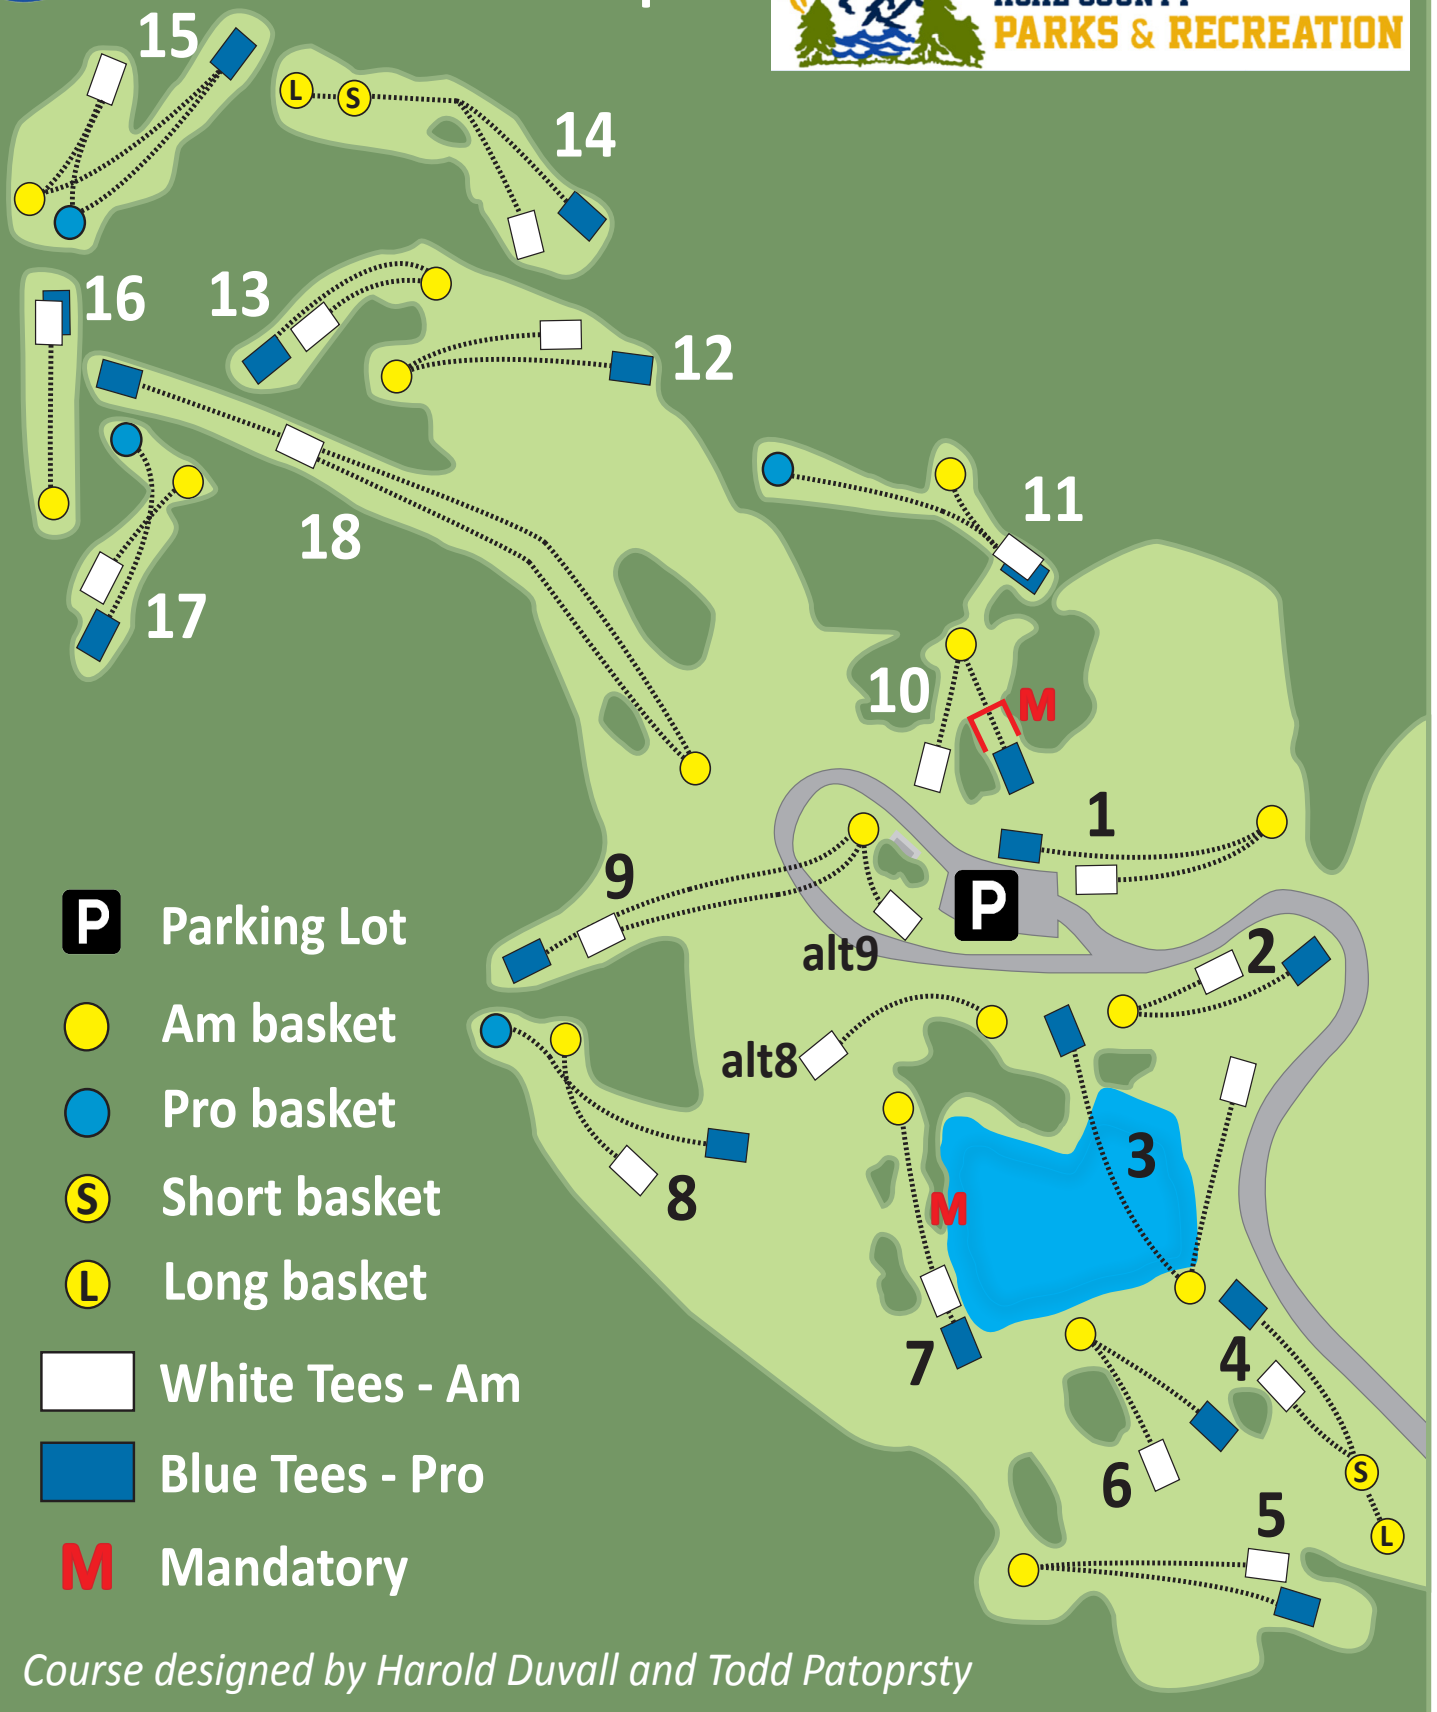 PARKS & RECREATION
15
L
S
14
16
13
12
11
18
17
10
M
1
9
P
alt9
2
alt8
3
M
8
7
4
6
S
5
L
P Parking Lot
Am basket
Pro basket
S Short basket
L Long basket
White Tees - Am
Blue Tees - Pro
M Mandatory
Course designed by Harold Duvall and Todd Patoprsty